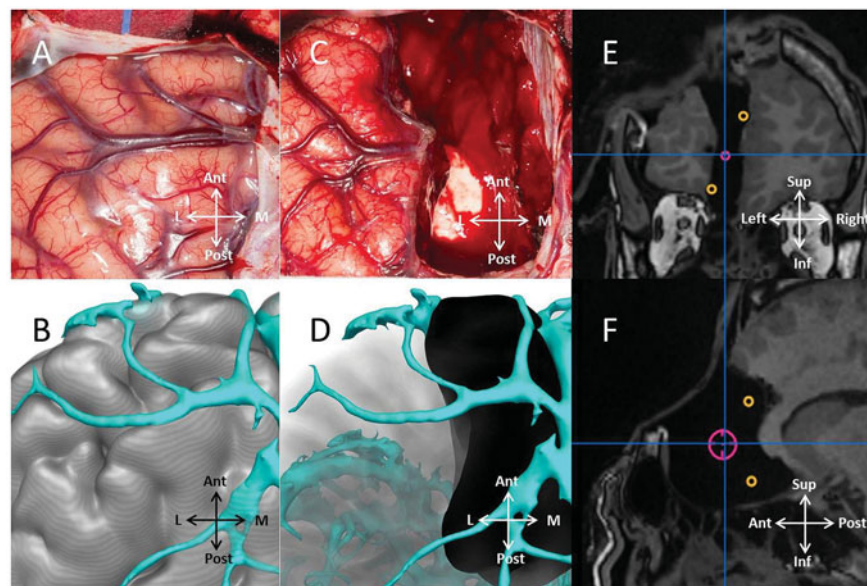 A
Ant
L M
Post
C
Ant
L M
Post
E
Sup
Left Right
Inf
B
Ant
L M
Post
D
Ant
L M
Post
F
Sup
Ant Post
Inf